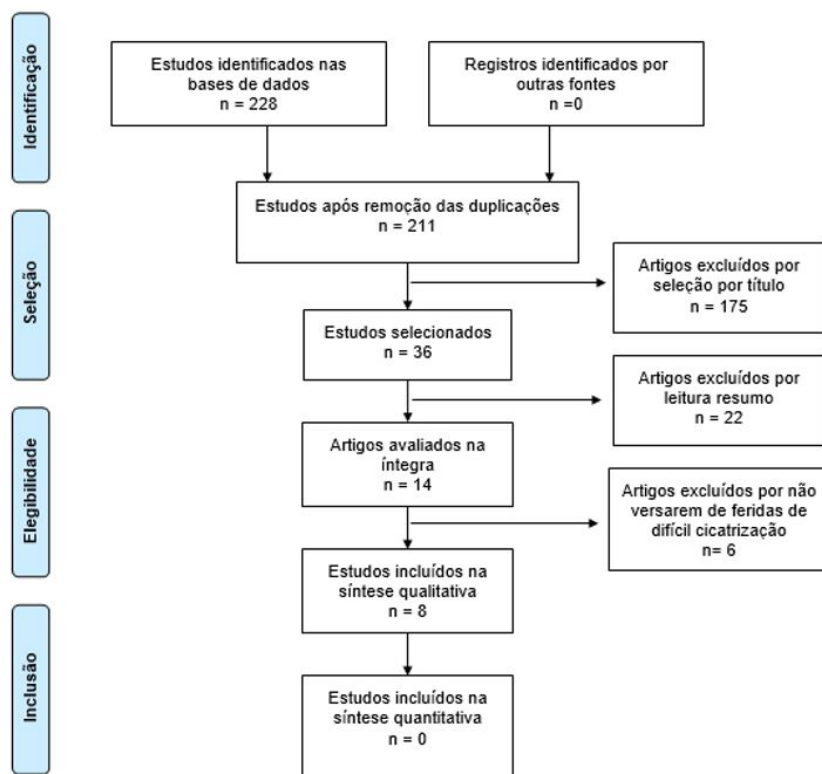 Identificação
Estudos identificados nas
bases de dados
n = 228
Registros identificados por
outras fontes
n =0
Estudos após remoção das duplicações
n = 211
Seleção
Artigos excluídos por
seleção por título
n = 175
Estudos selecionados
n = 36
Artigos excluídos por
leitura resumo
n = 22
Elegibilidade
Artigos avaliados na
íntegra
n = 14
Artigos excluídos por não
versarem de feridas de
difícil cicatrização
n= 6
Estudos incluídos na
síntese qualitativa
n = 8
Inclusão
Estudos incluídos na
síntese quantitativa
n = 0